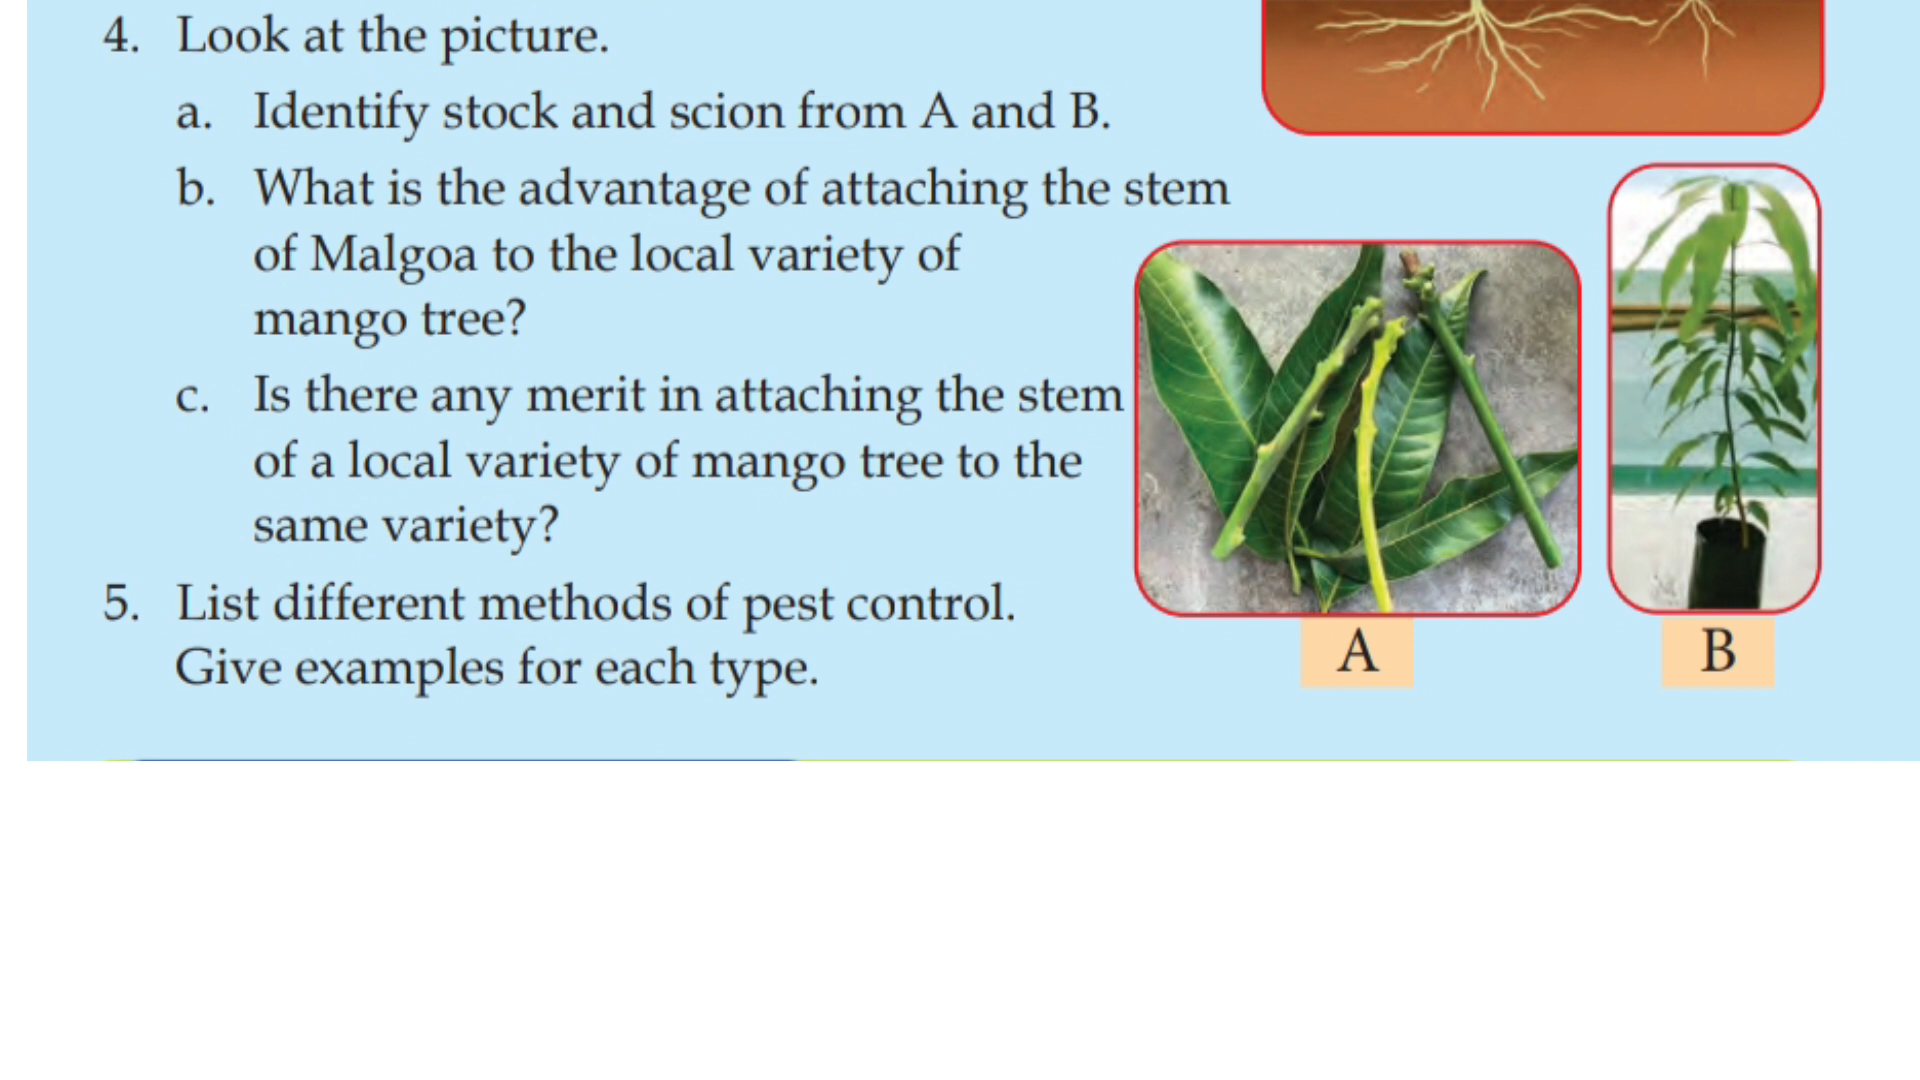 4. Look at the picture.
a. Identify stock and scion from A and B.
b. What is the advantage of attaching the stem
of Malgoa to the local variety of
mango tree?
c. Is there any merit in attaching the stem
of a local variety of mango tree to the
same variety?
5. List different methods of pest control.
Give examples for each type.
A
B